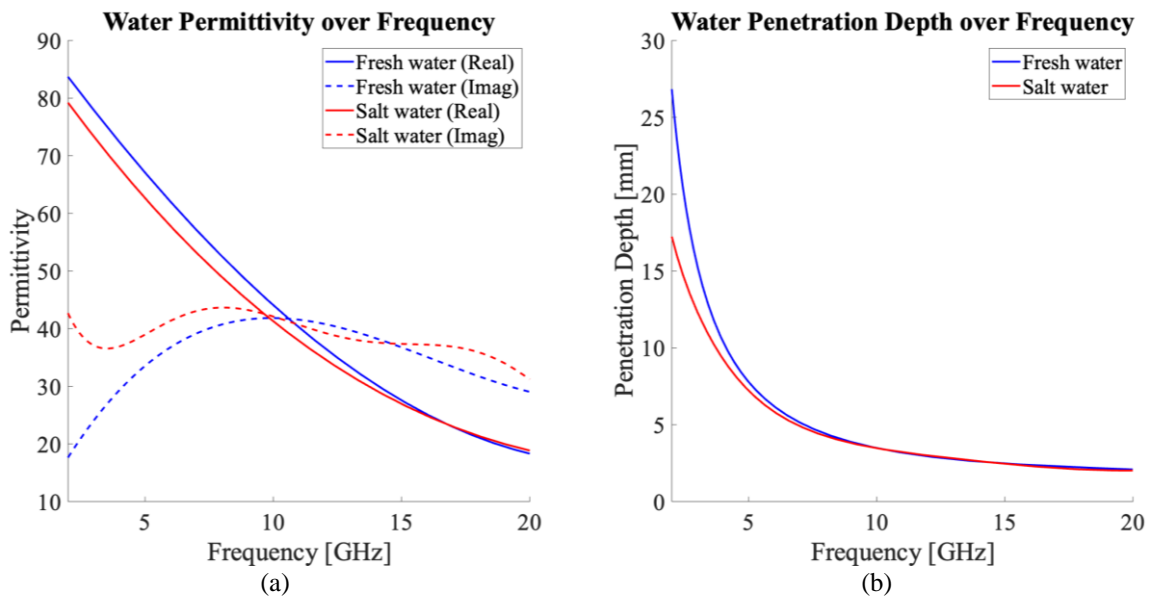 Water Permittivity over Frequency
90
80
70
60
50
40
30
20
10
Permittivity
Fresh water (Real)
Fresh water (Imag)
Salt water (Real)
Salt water (Imag)
5
10
15
20
Frequency [GHz]
(a)
Water Penetration Depth over Frequency
30
25
20
15
10
5
0
Penetration Depth [mm]
Fresh water
Salt water
5
10
15
20
Frequency [GHz]
(b)